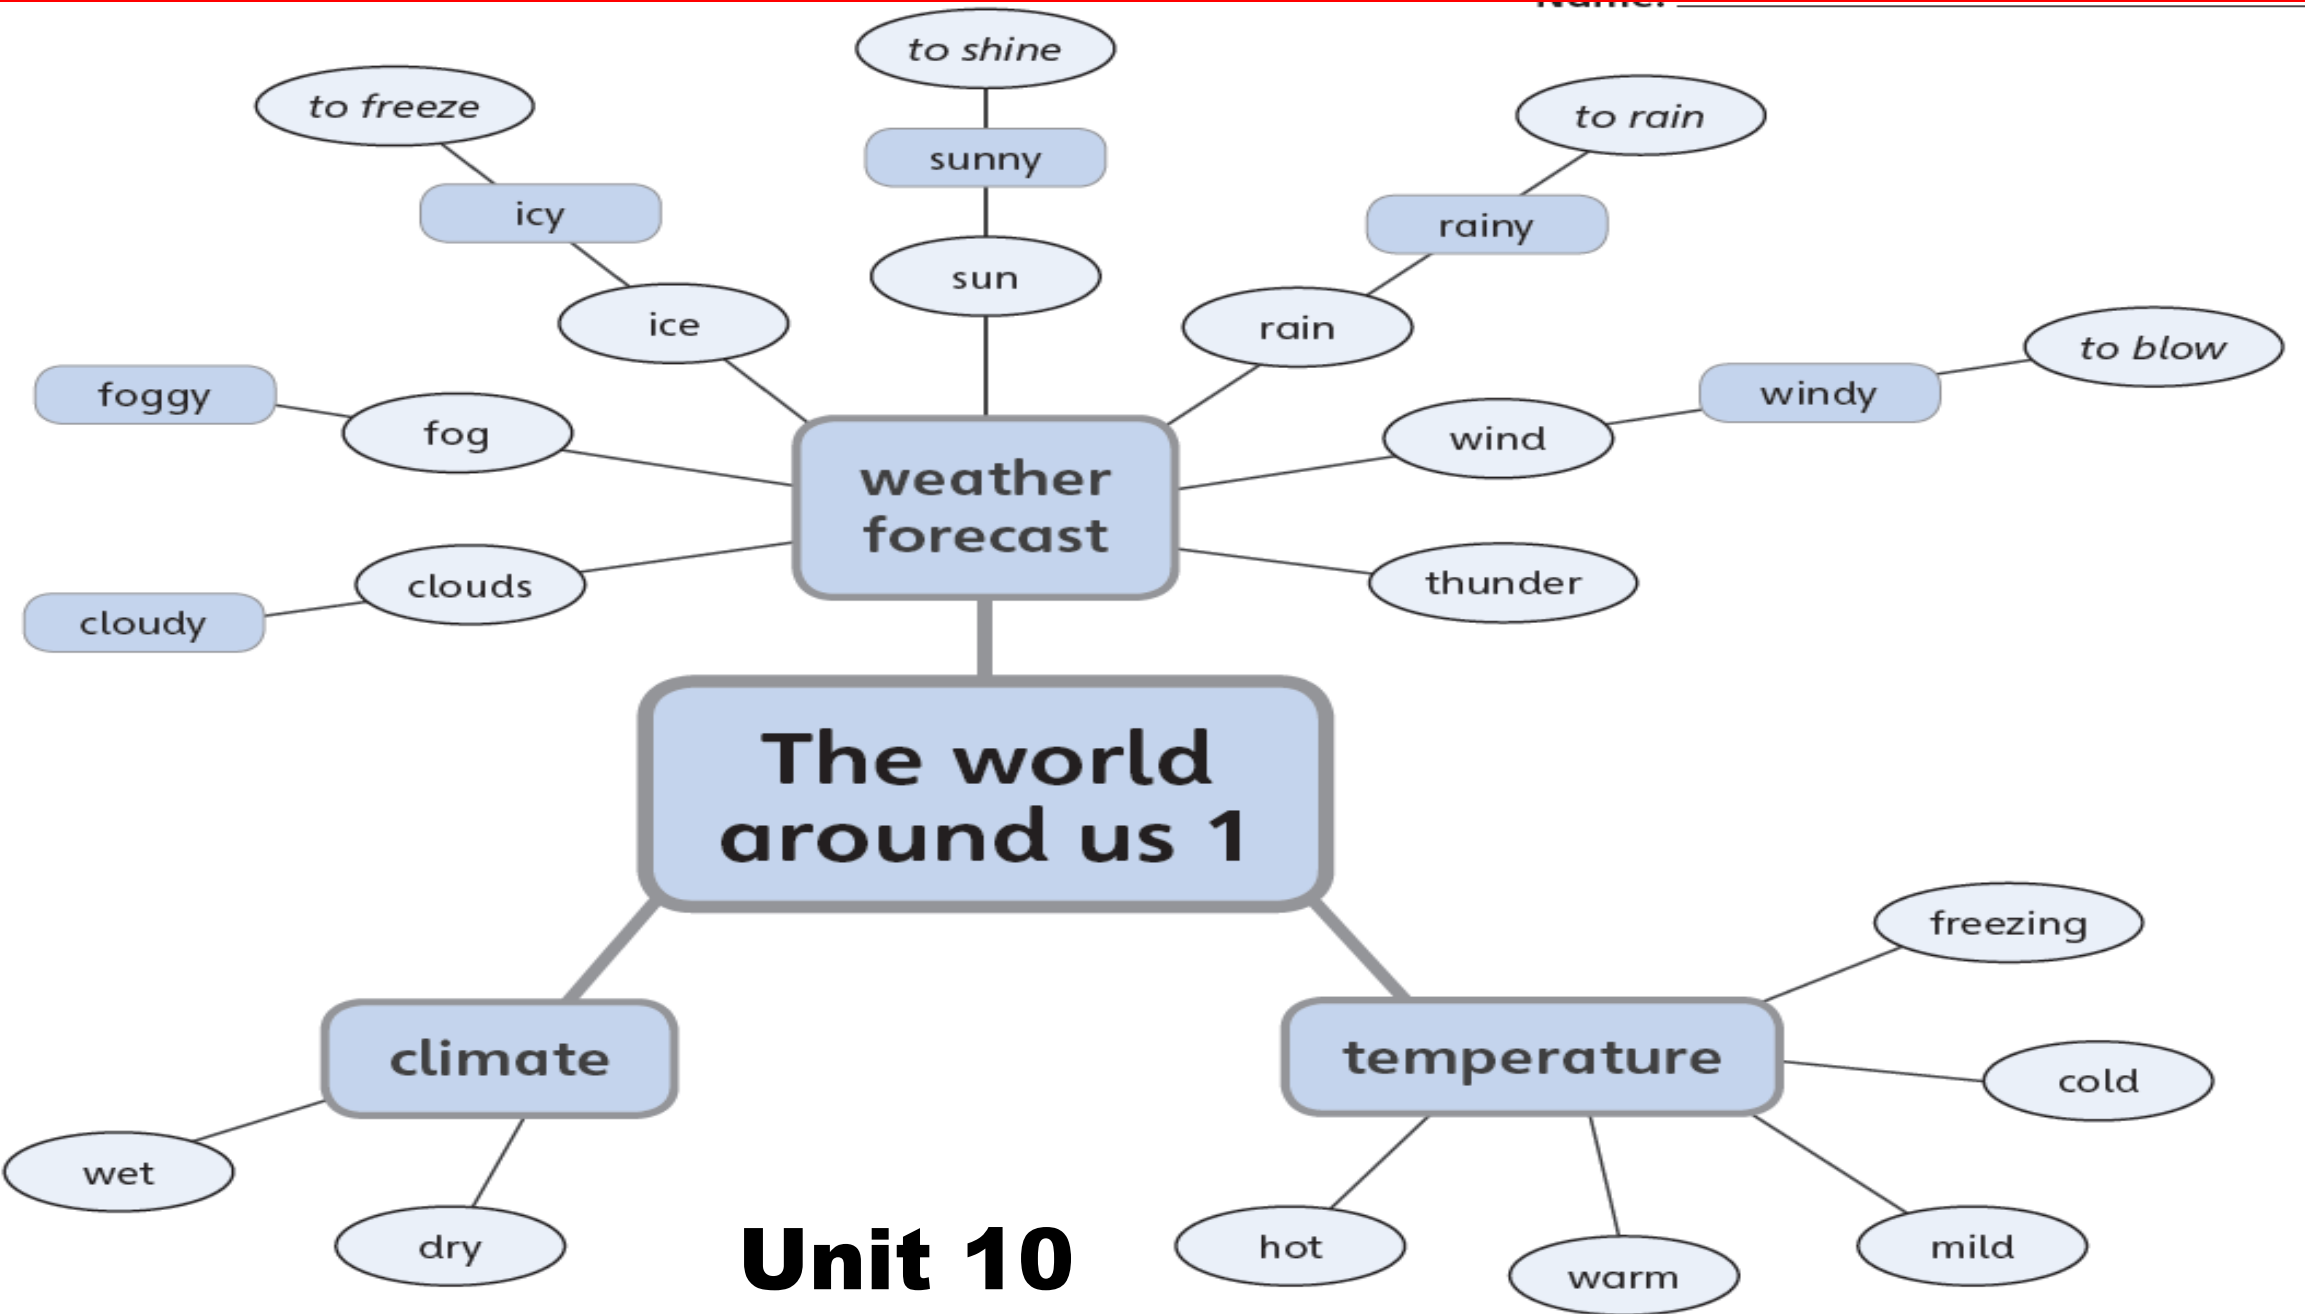 Name:
to shine
to freeze
to rain
sunny
icy
rainy
sun
ice
rain
to blow
foggy
windy
fog
wind
weather
forecast
clouds
thunder
cloudy
The world
around us 1
freezing
climate
temperature
cold
wet
dry
hot
mild
warm
Unit 10